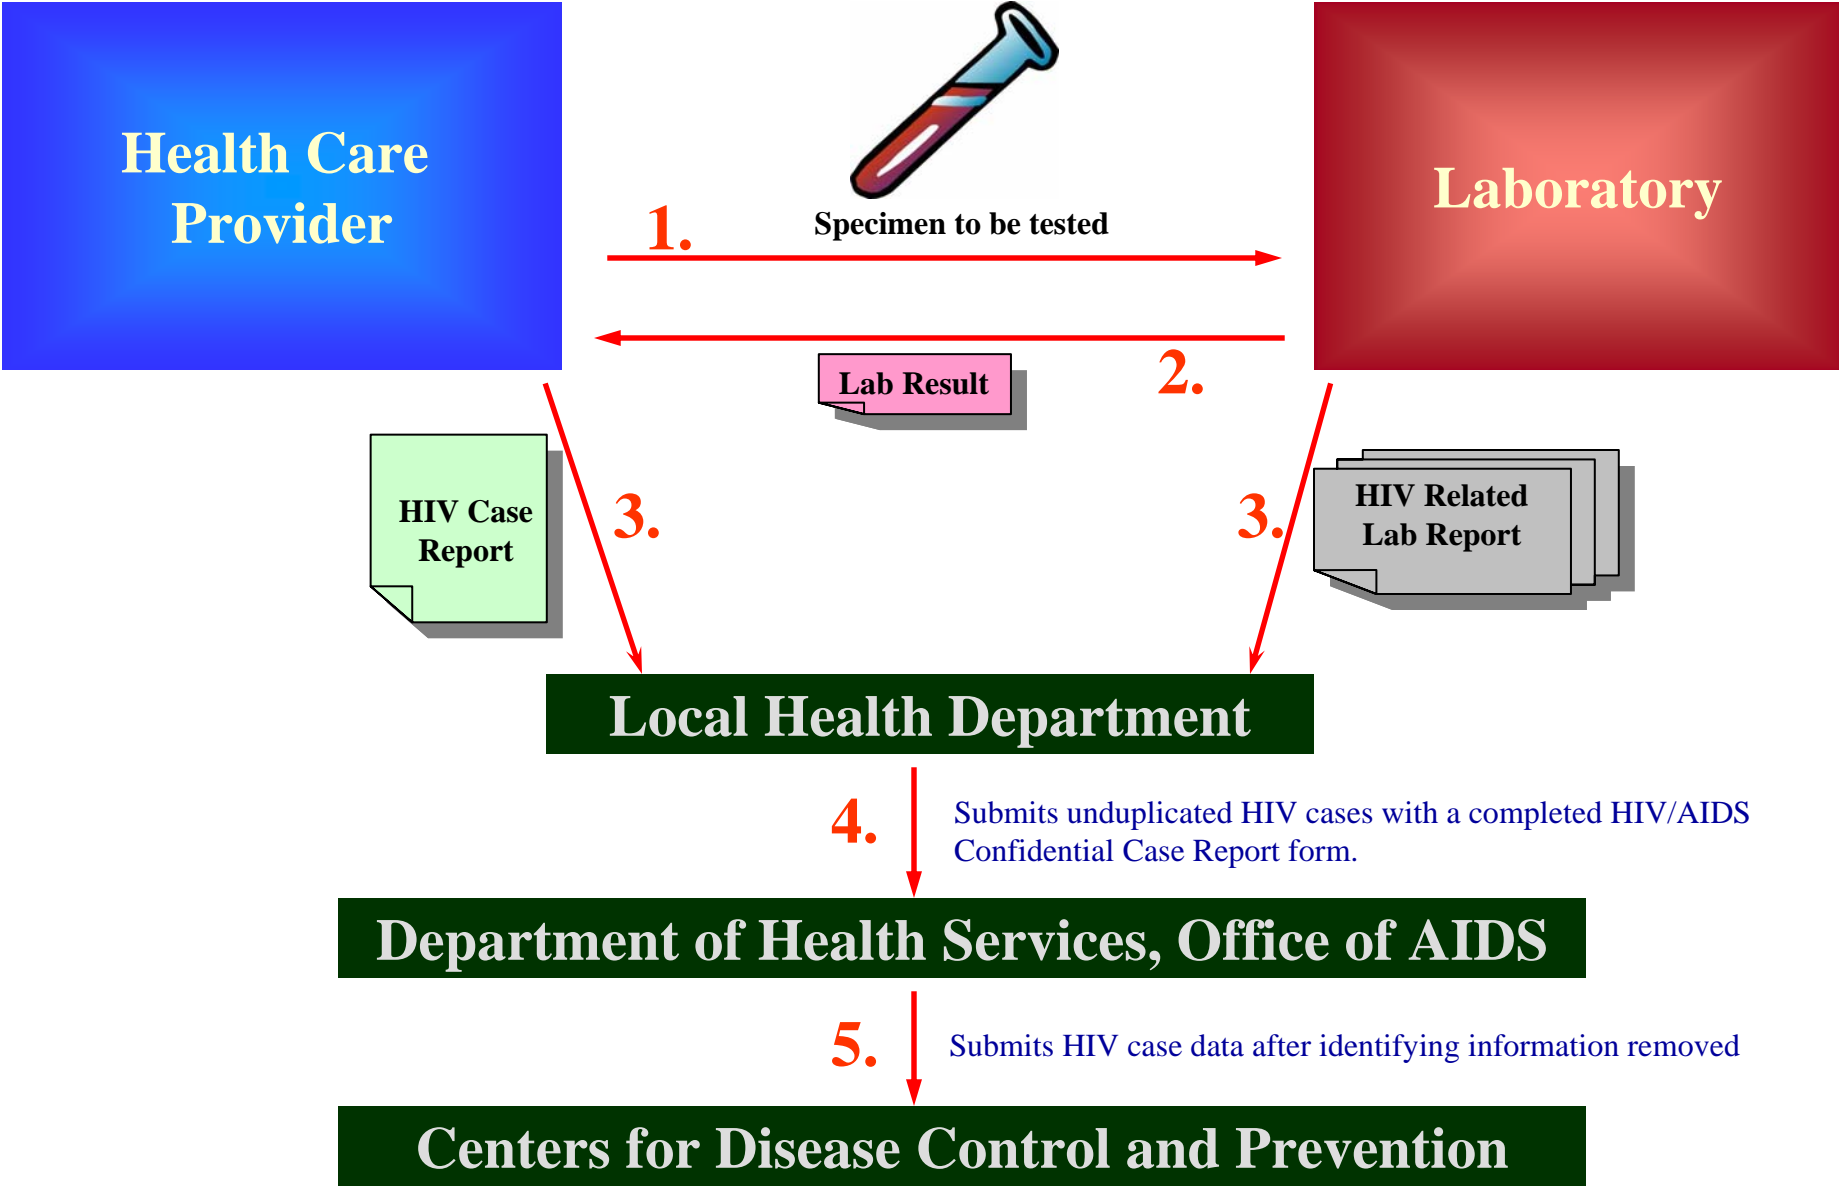 Health Care
Provider
Laboratory
1.
Specimen to be tested
2.
Lab Result
HIV Case
Report
3.
3.
HIV Related
Lab Report
Local Health Department
4.
Submits unduplicated HIV cases with a completed HIV/AIDS
Confidential Case Report form.
Department of Health Services, Office of AIDS
5.
Submits HIV case data after identifying information removed
Centers for Disease Control and Prevention